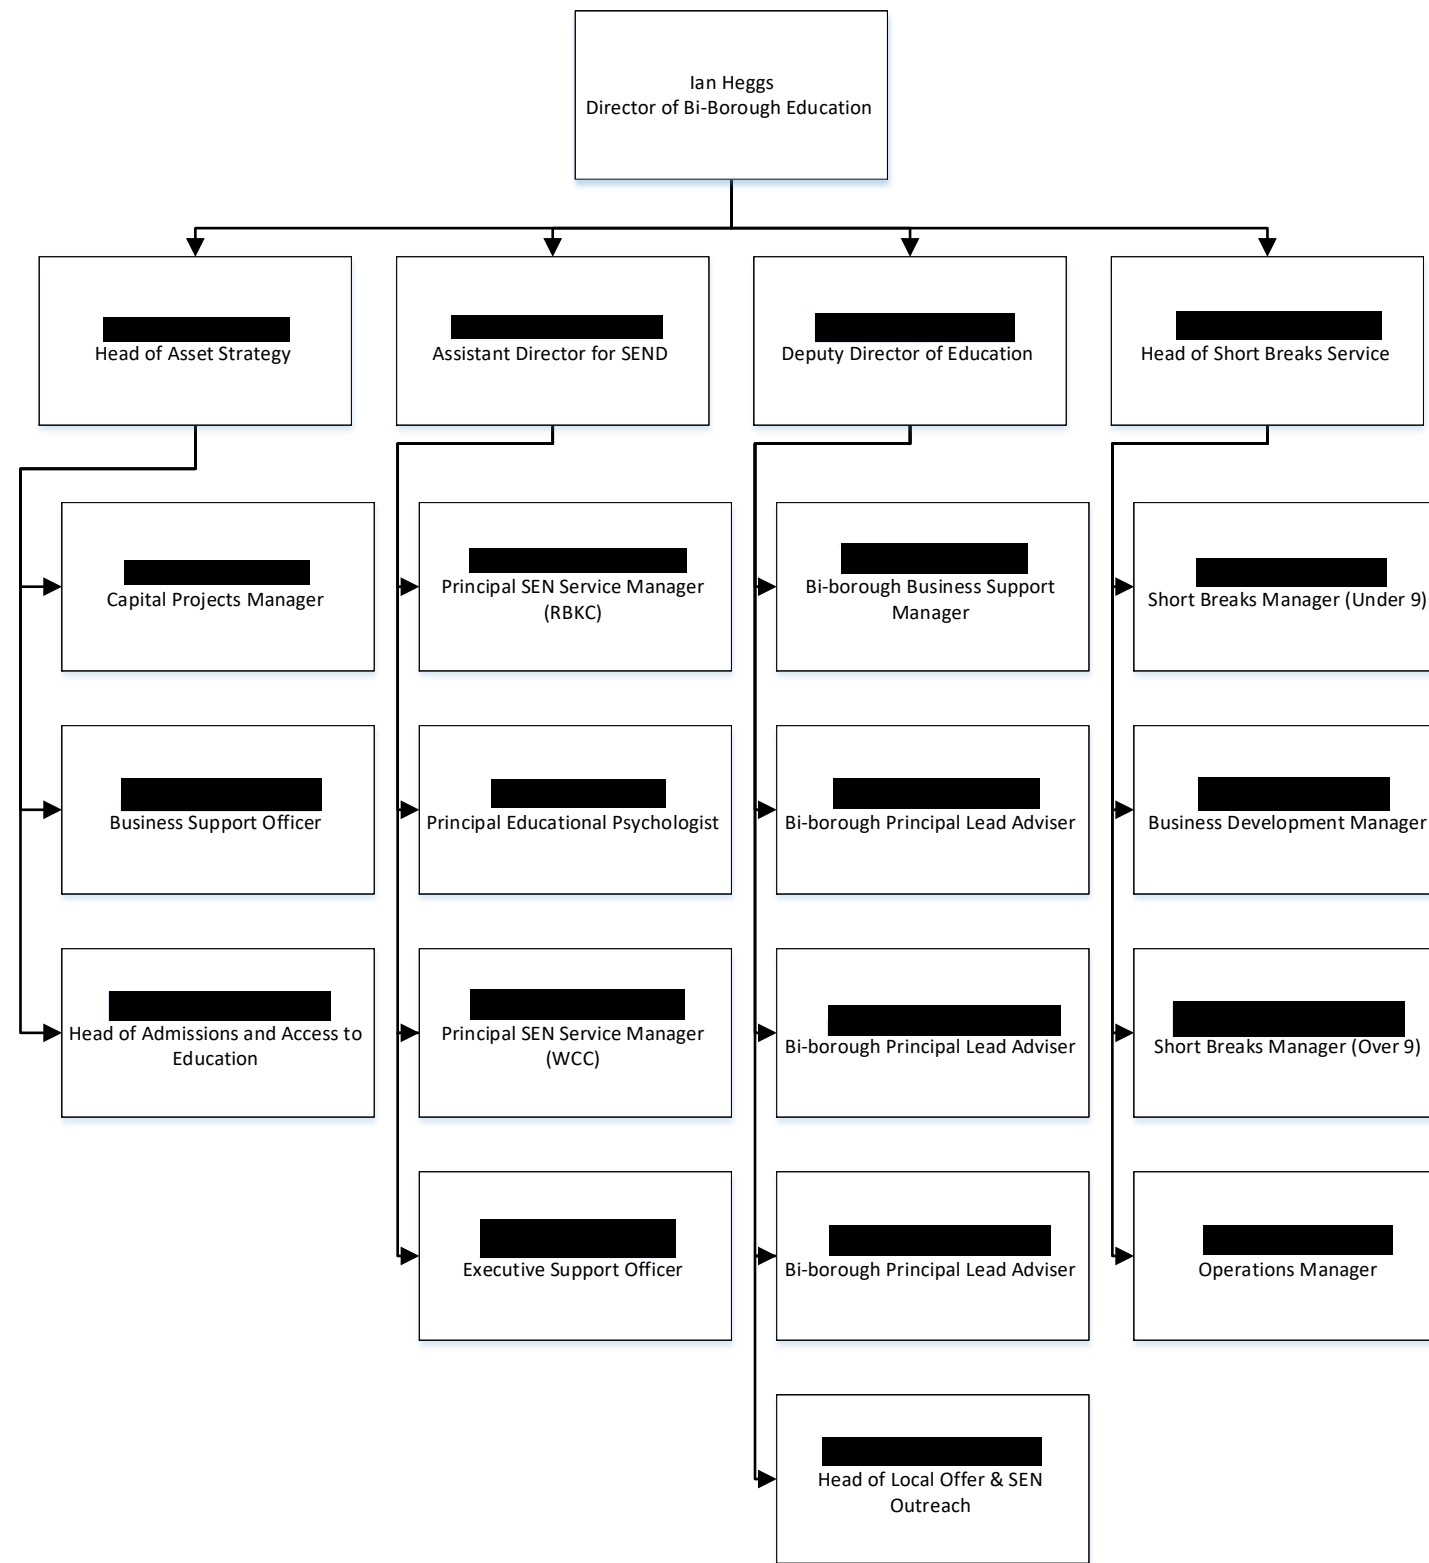 Ian Heggs
Director of Bi-Borough Education
Head of Asset Strategy
Assistant Director for SEND
Deputy Director of Education
Head of Short Breaks Service
Capital Projects Manager
Principal SEN Service Manager
(RBKC)
Bi-borough Business Support
Manager
Short Breaks Manager (Under 9)
Business Support Officer
Principal Educational Psychologist
Bi-borough Principal Lead Adviser
Business Development Manager
Head of Admissions and Access to
Education
Principal SEN Service Manager
(WCC)
Bi-borough Principal Lead Adviser
Short Breaks Manager (Over 9)
Executive Support Officer
Bi-borough Principal Lead Adviser
Operations Manager
Head of Local Offer & SEN
Outreach